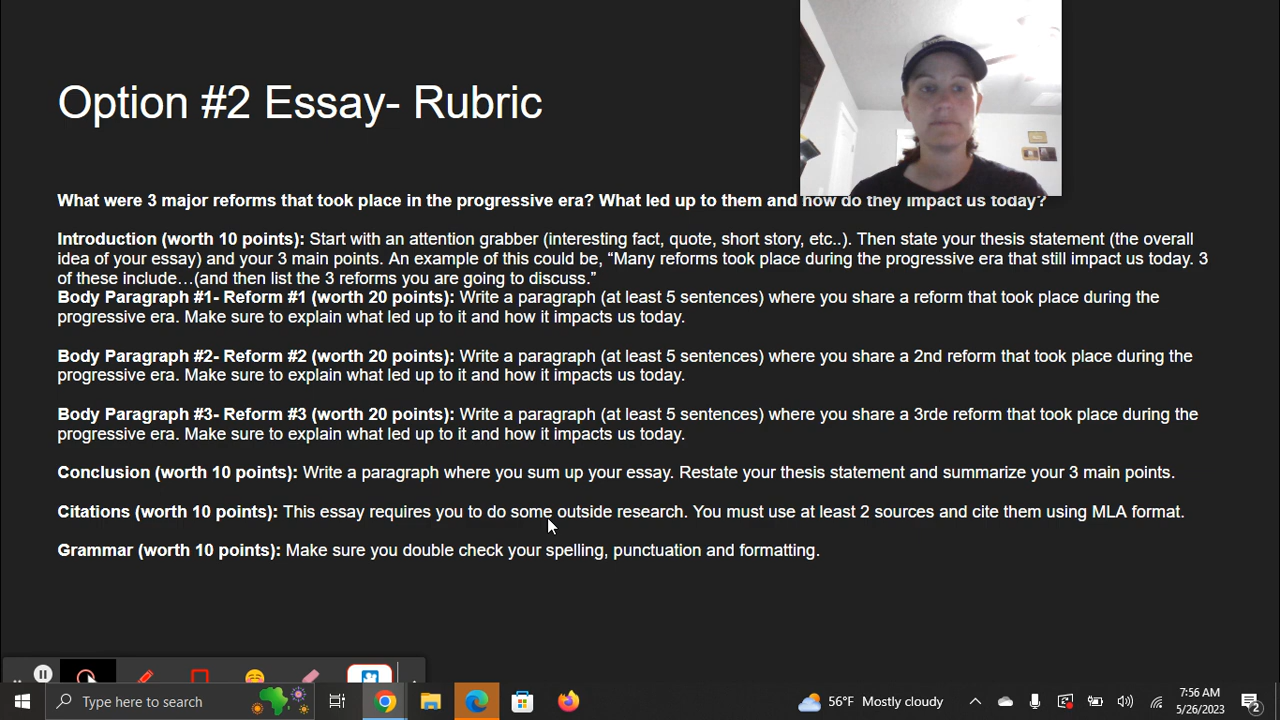 Option #2 Essay- Rubric
What were 3 major reforms that took place in the progressive era? What led up to them and how do they impact us today?
Introduction (worth 10 points): Start with an attention grabber (interesting fact, quote, short story, etc..). Then state your thesis statement (the overall
idea of your essay) and your 3 main points. An example of this could be, “Many reforms took place during the progressive era that still impact us today. 3
of these include…(and then list the 3 reforms you are going to discuss.”
Body Paragraph #1- Reform #1 (worth 20 points): Write a paragraph (at least 5 sentences) where you share a reform that took place during the
progressive era. Make sure to explain what led up to it and how it impacts us today.
Body Paragraph #2- Reform #2 (worth 20 points): Write a paragraph (at least 5 sentences) where you share a 2nd reform that took place during the
progressive era. Make sure to explain what led up to it and how it impacts us today.
Body Paragraph #3- Reform #3 (worth 20 points): Write a paragraph (at least 5 sentences) where you share a 3rde reform that took place during the
progressive era. Make sure to explain what led up to it and how it impacts us today.
Conclusion (worth 10 points): Write a paragraph where you sum up your essay. Restate your thesis statement and summarize your 3 main points.
Citations (worth 10 points): This essay requires you to do some outside research. You must use at least 2 sources and cite them using MLA format.
Grammar (worth 10 points): Make sure you double check your spelling, punctuation and formatting.
Type here to search
56°F Mostly cloudy
7:56 AM
5/26/2023
2